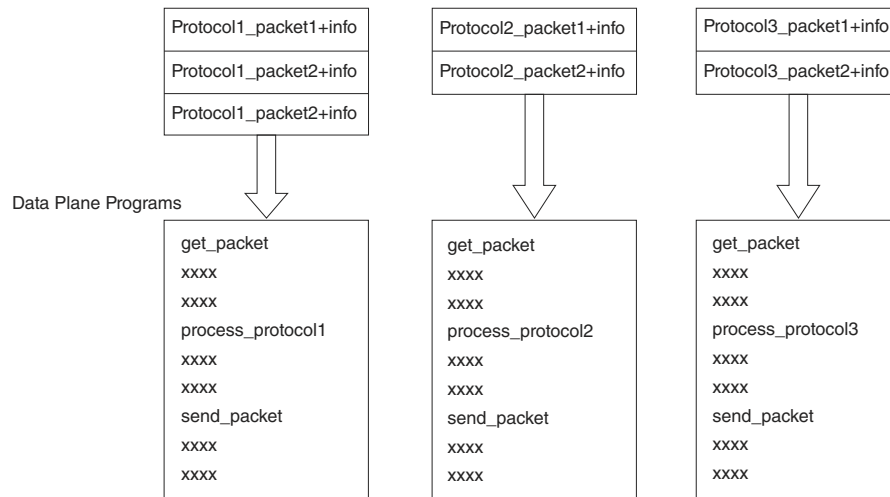 Protocol1_packet1+info
Protocol1_packet2+info
Protocol1_packet2+info
Protocol2_packet1+info
Protocol2_packet2+info
Protocol3_packet1+info
Protocol3_packet2+info
Data Plane Programs
get_packet
xxxx
xxxx
process_protocol1
xxxx
xxxx
send_packet
xxxx
xxxx
get_packet
xxxx
xxxx
process_protocol2
xxxx
xxxx
send_packet
xxxx
xxxx
get_packet
xxxx
xxxx
process_protocol3
xxxx
xxxx
send_packet
xxxx
xxxx